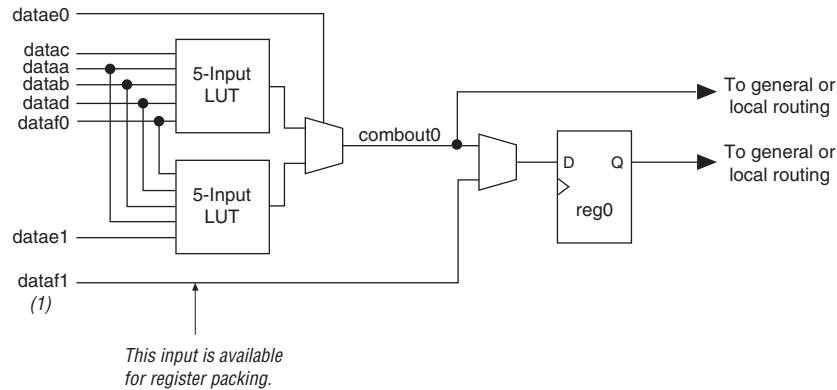 datae0
datac
dataa
datab
datad
dataf0
5-Input
LUT
combout0
To general or
local routing
D
Q
reg0
To general or
local routing
5-Input
LUT
datae1
dataf1
(1)
This input is available
for register packing.